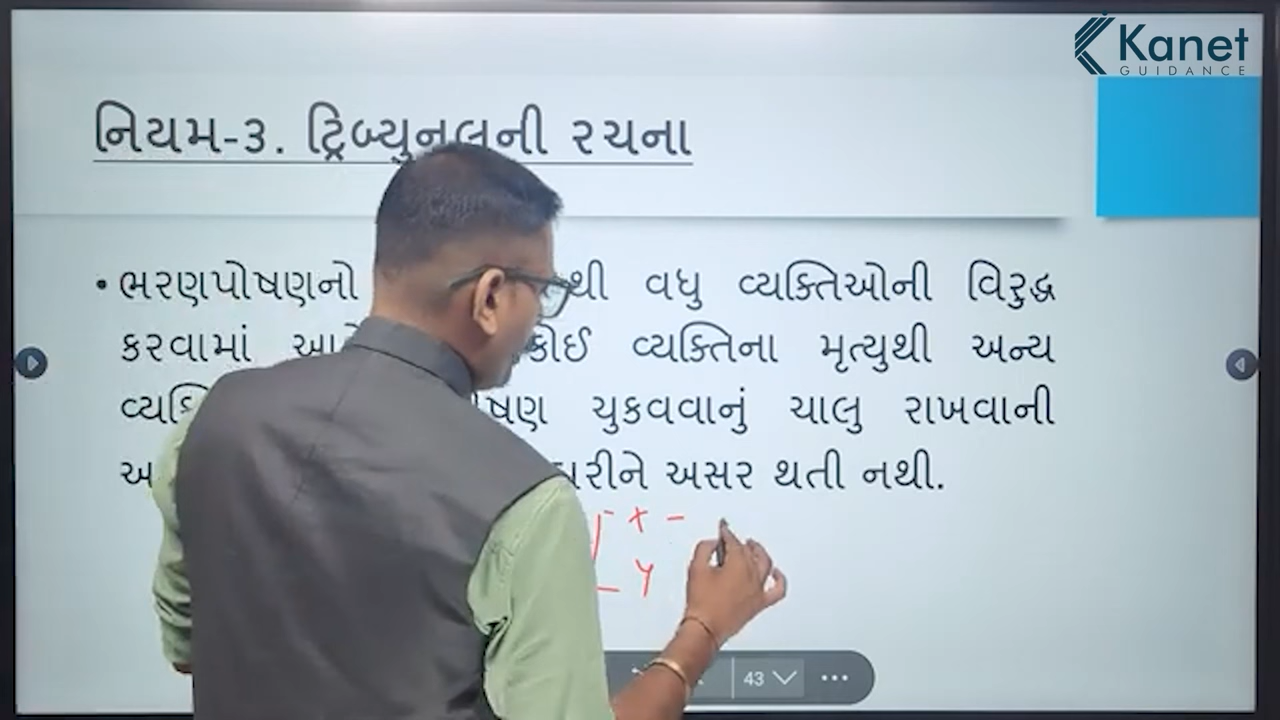 Kanet
GUIDANCE
નિયમ-૩. ટ્રિબ્યુનલની રચના
• ભરણપોષણનો થી વધુ વ્યક્તિઓની વિરુદ્ધ
કરવામાં કોઈ વ્યક્તિના મૃત્યુથી અન્ય
ચુકવવાનું ચાલુ રાખવાની
અસર થતી નથી.
x -
y
43